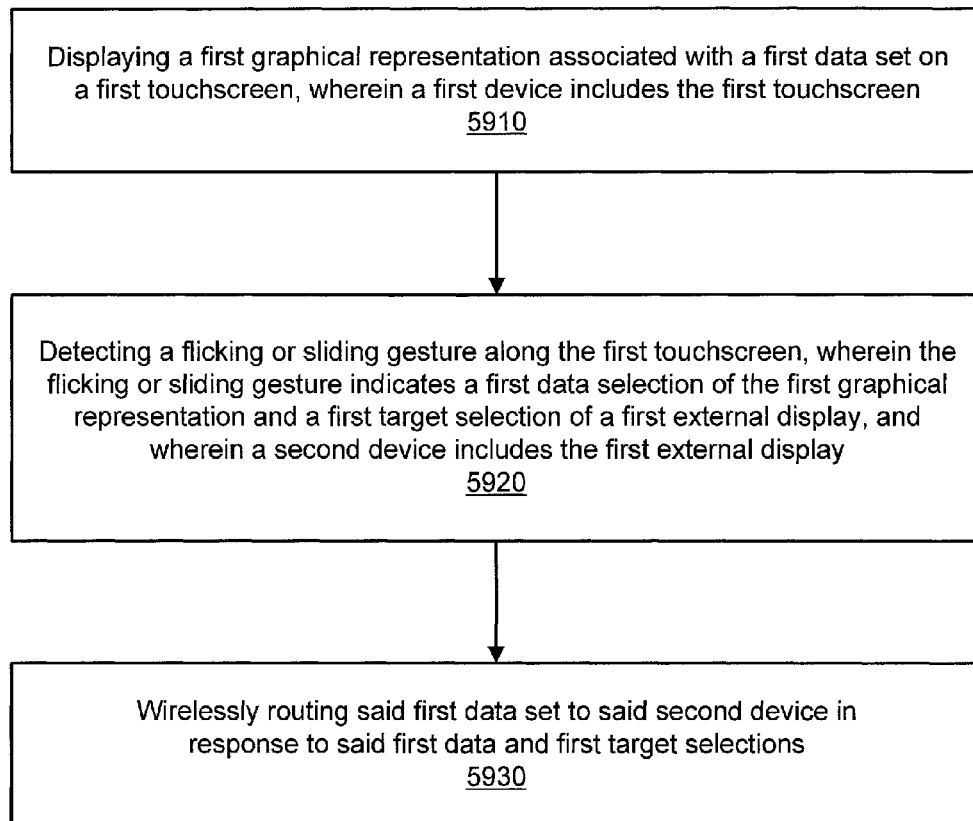 Displaying a first graphical representation associated with a first data set on
a first touchscreen, wherein a first device includes the first touchscreen
5910
Detecting a flicking or sliding gesture along the first touchscreen, wherein the
flicking or sliding gesture indicates a first data selection of the first graphical
representation and a first target selection of a first external display, and
wherein a second device includes the first external display
5920
Wirelessly routing said first data set to said second device in
response to said first data and first target selections
5930